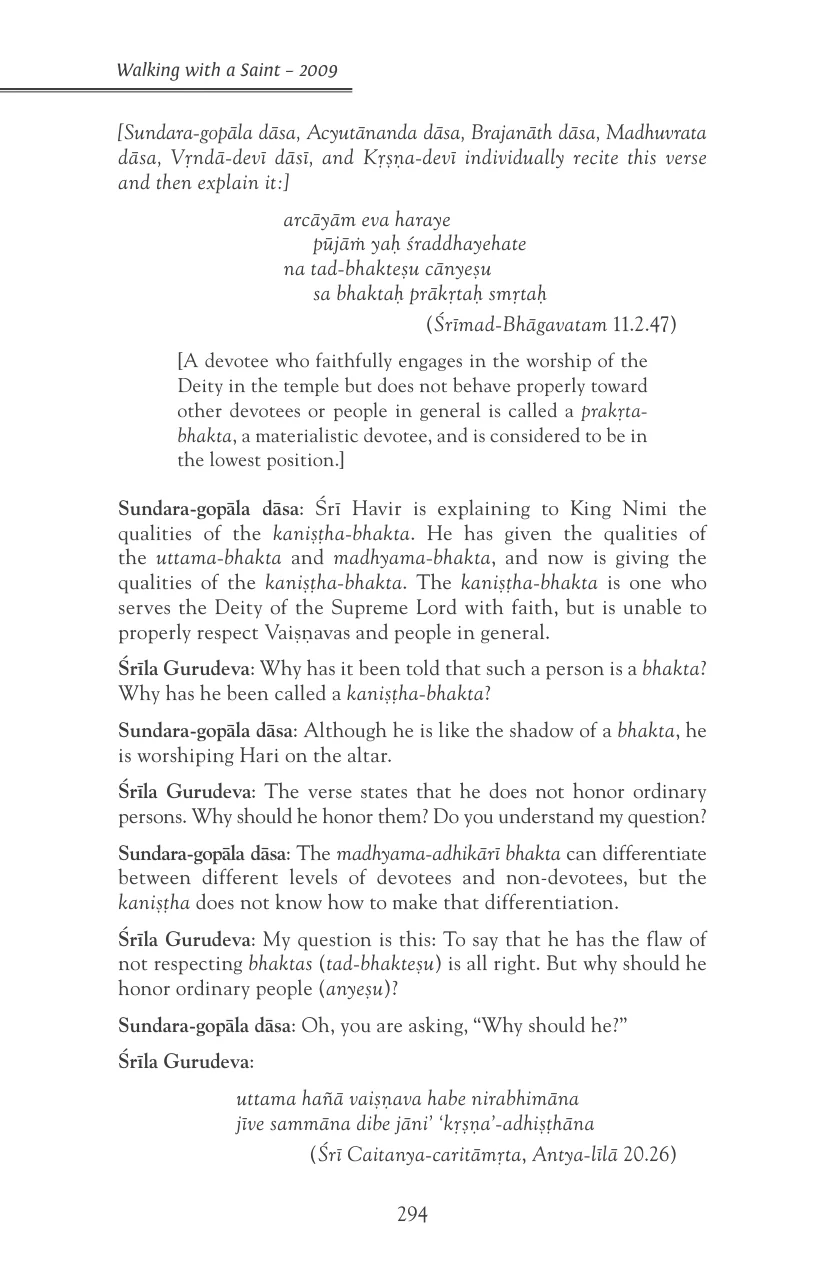 Walking with a Saint – 2009
[Sundara-gopāla dāsa, Acyutānanda dāsa, Brajanāth dāsa, Madhuvrata
dāsa, Vṛndā-devī dāsī, and Kṛṣṇa-devī individually recite this verse
and then explain it:]
arcāyām eva haraye
pūjāṁ yaḥ śraddhayehate
na tad-bhakteṣu cānyeṣu
sa bhaktaḥ prākṛtaḥ smṛtaḥ
(Śrīmad-Bhāgavatam 11.2.47)
[A devotee who faithfully engages in the worship of the
Deity in the temple but does not behave properly toward
other devotees or people in general is called a prakṛta-
bhakta, a materialistic devotee, and is considered to be in
the lowest position.]
Sundara-gopāla dāsa: Śrī Havir is explaining to King Nimi the
qualities of the kaniṣṭha-bhakta. He has given the qualities of
the uttama-bhakta and madhyama-bhakta, and now is giving the
qualities of the kaniṣṭha-bhakta. The kaniṣṭha-bhakta is one who
serves the Deity of the Supreme Lord with faith, but is unable to
properly respect Vaiṣṇavas and people in general.
Śrīla Gurudeva: Why has it been told that such a person is a bhakta?
Why has he been called a kaniṣṭha-bhakta?
Sundara-gopāla dāsa: Although he is like the shadow of a bhakta, he
is worshiping Hari on the altar.
Śrīla Gurudeva: The verse states that he does not honor ordinary
persons. Why should he honor them? Do you understand my question?
Sundara-gopāla dāsa: The madhyama-adhikārī bhakta can differentiate
between different levels of devotees and non-devotees, but the
kaniṣṭha does not know how to make that differentiation.
Śrīla Gurudeva: My question is this: To say that he has the flaw of
not respecting bhaktas (tad-bhakteṣu) is all right. But why should he
honor ordinary people (anyeṣu)?
Sundara-gopāla dāsa: Oh, you are asking, “Why should he?”
Śrīla Gurudeva:
uttama hañā vaiṣṇava habe nirabhimāna
jīve sammāna dibe jāni’ ‘kṛṣṇa’-adhiṣṭhāna
(Śrī Caitanya-caritāmṛta, Antya-līlā 20.26)
294